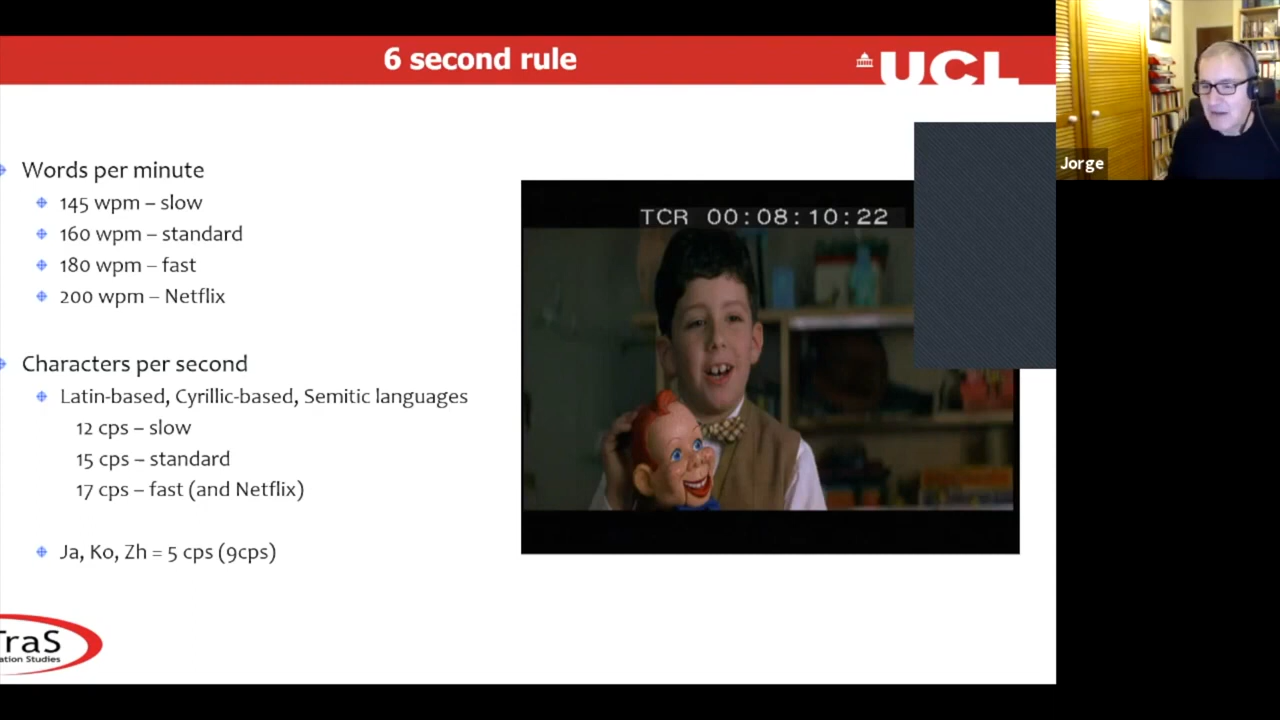 6 second rule
UCL
Jorge
Words per minute
145 wpm – slow
160 wpm – standard
180 wpm – fast
200 wpm – Netflix
TCR 00:08:10:22
Characters per second
Latin-based, Cyrillic-based, Semitic languages
12 cps – slow
15 cps – standard
17 cps – fast (and Netflix)
Ja, Ko, Zh = 5 cps (9cps)
TraS
ation Studies